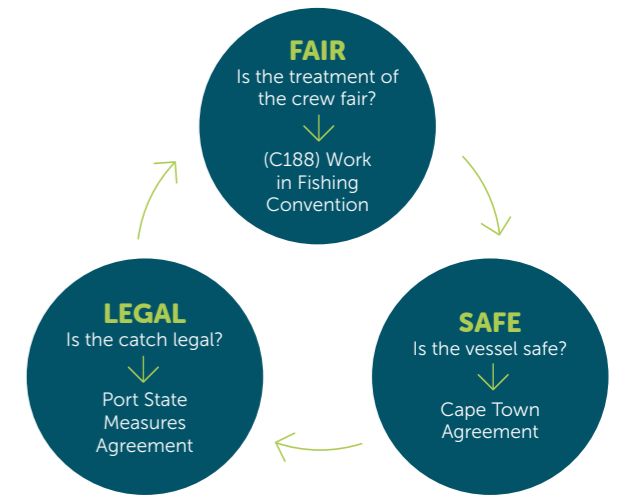 FAIR
Is the treatment of
the crew fair?
(C188) Work
in Fishing
Convention
SAFE
Is the vessel safe?
Cape Town
Agreement
LEGAL
Is the catch legal?
Port State
Measures
Agreement